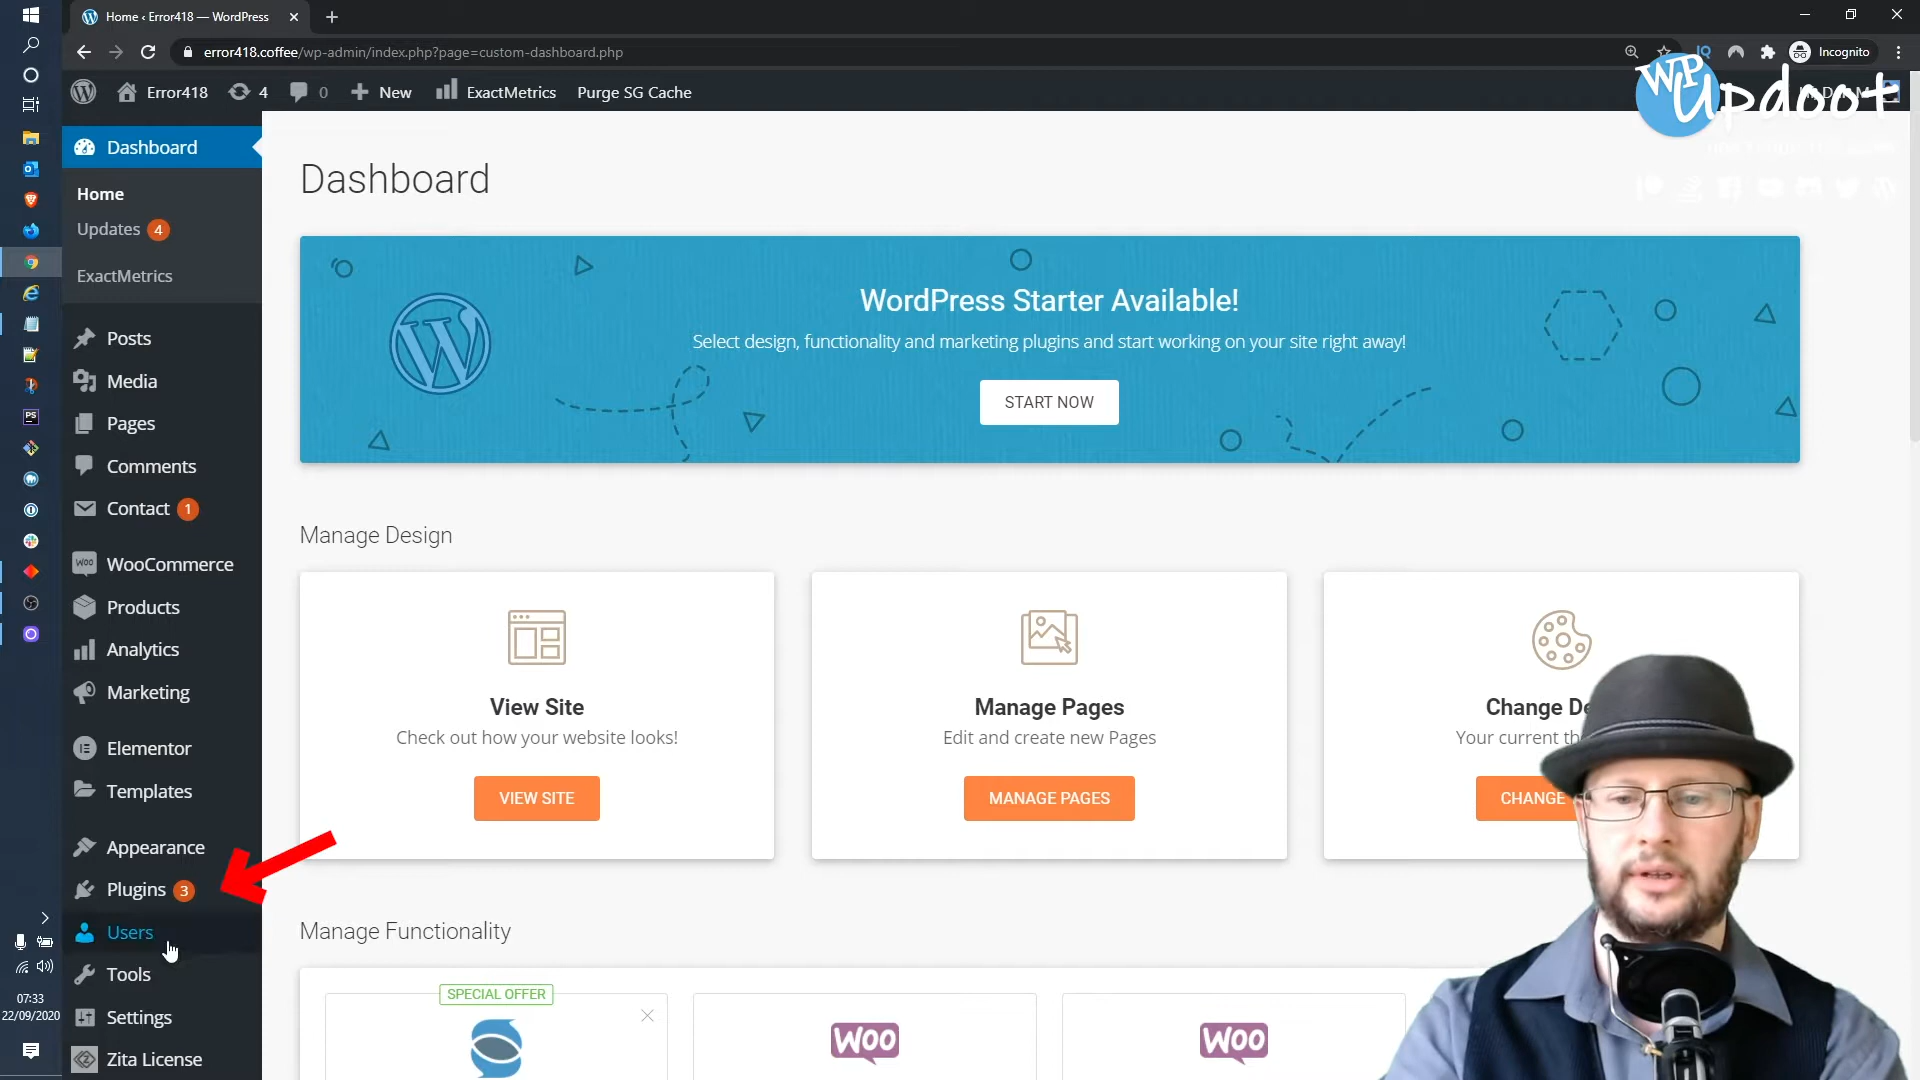 Home ‹ Error418 — WordPress
error418.coffee/wp-admin/index.php?page=custom-dashboard.php
Incognito
Error418
4
0
New
ExactMetrics
Purge SG Cache
WP Updoot
Dashboard
Home
Updates 4
ExactMetrics
Posts
Media
Pages
Comments
Contact 1
WooCommerce
Products
Analytics
Marketing
Elementor
Templates
Appearance
Plugins 3
Users
Tools
Settings
Zita License
07:33
22/09/2020
Dashboard
WordPress Starter Available!
Select design, functionality and marketing plugins and start working on your site right away!
START NOW
Manage Design
View Site
Check out how your website looks!
VIEW SITE
Manage Pages
Edit and create new Pages
MANAGE PAGES
Change De
Your current th
CHANGE
Manage Functionality
SPECIAL OFFER
WOO
WOO